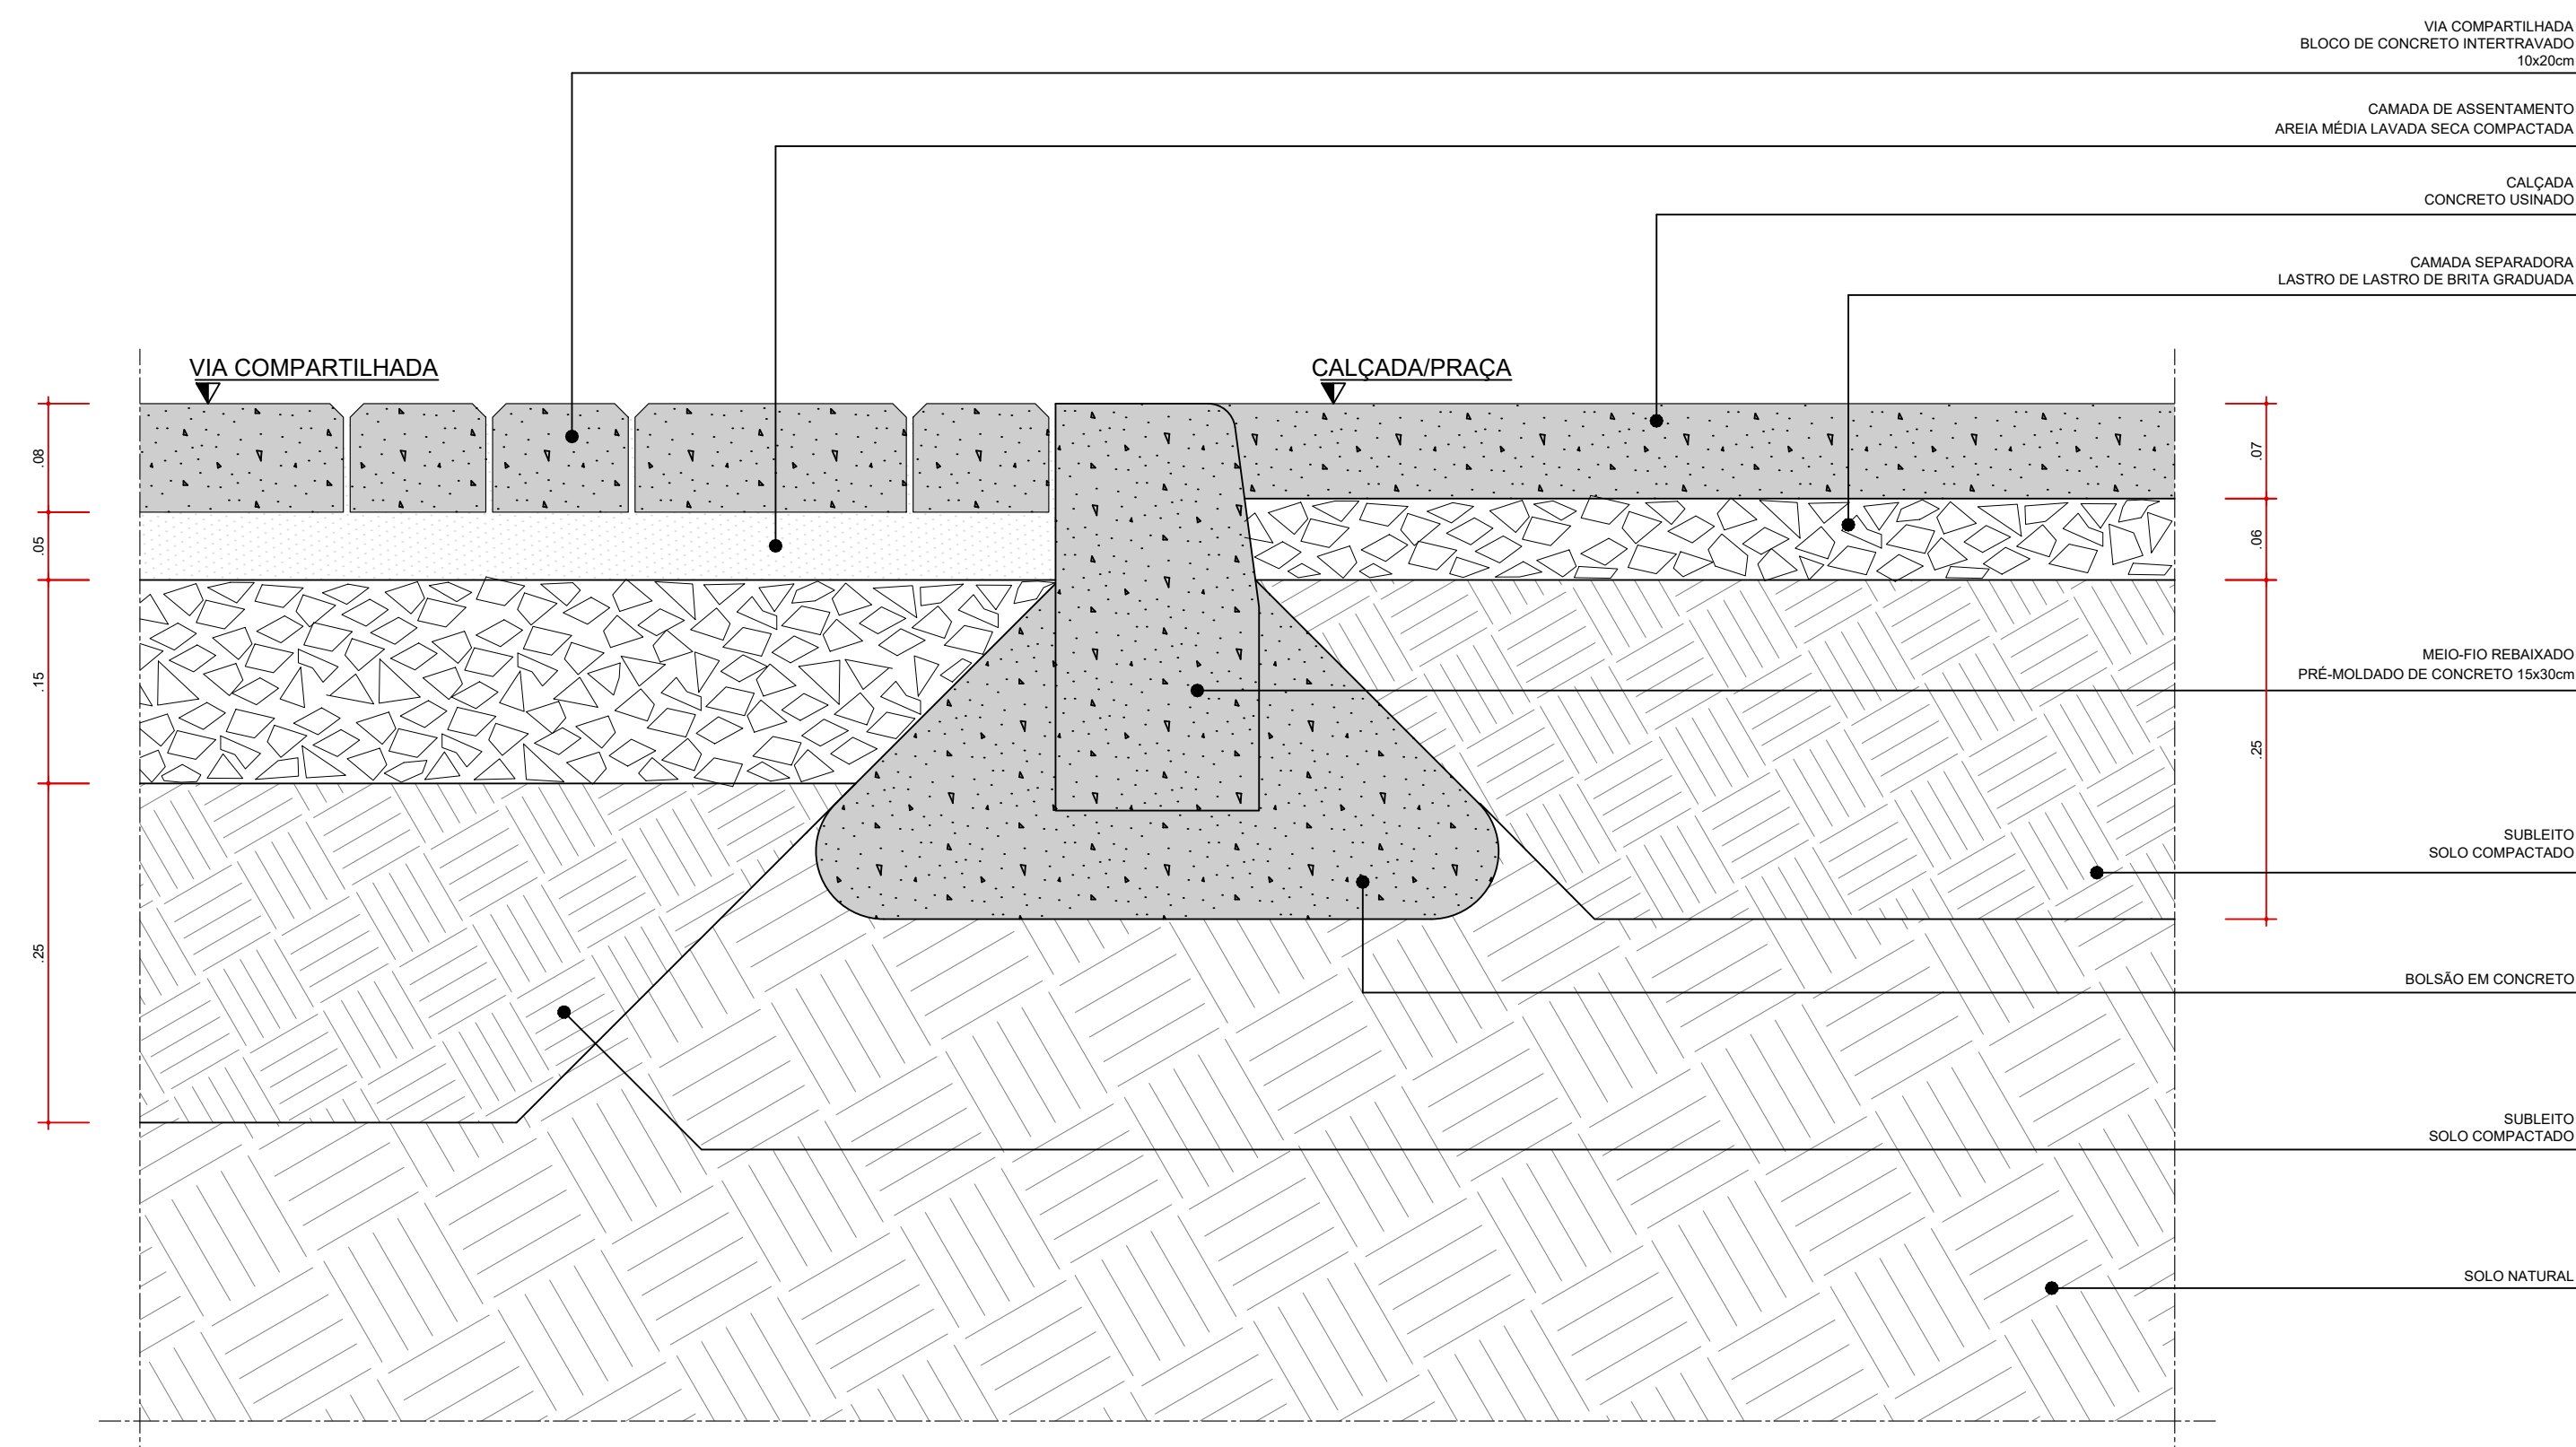 VIA COMPARTILHADA
BLOCO DE CONCRETO INTERTRAVADO
10x20cm
CAMADA DE ASSENTAMENTO
AREIA MÉDIA LAVADA SECA COMPACTADA
CALÇADA
CONCRETO USINADO
CAMADA SEPARADORA
LASTRO DE LASTRO DE BRITA GRADUADA
VIA COMPARTILHADA
CALÇADA/PRAÇA
.08
.05
.15
.25
.07
.06
.25
MEIO-FIO REBAIXADO
PRÉ-MOLDADO DE CONCRETO 15x30cm
SUBLEITO
SOLO COMPACTADO
BOLSÃO EM CONCRETO
SUBLEITO
SOLO COMPACTADO
SOLO NATURAL